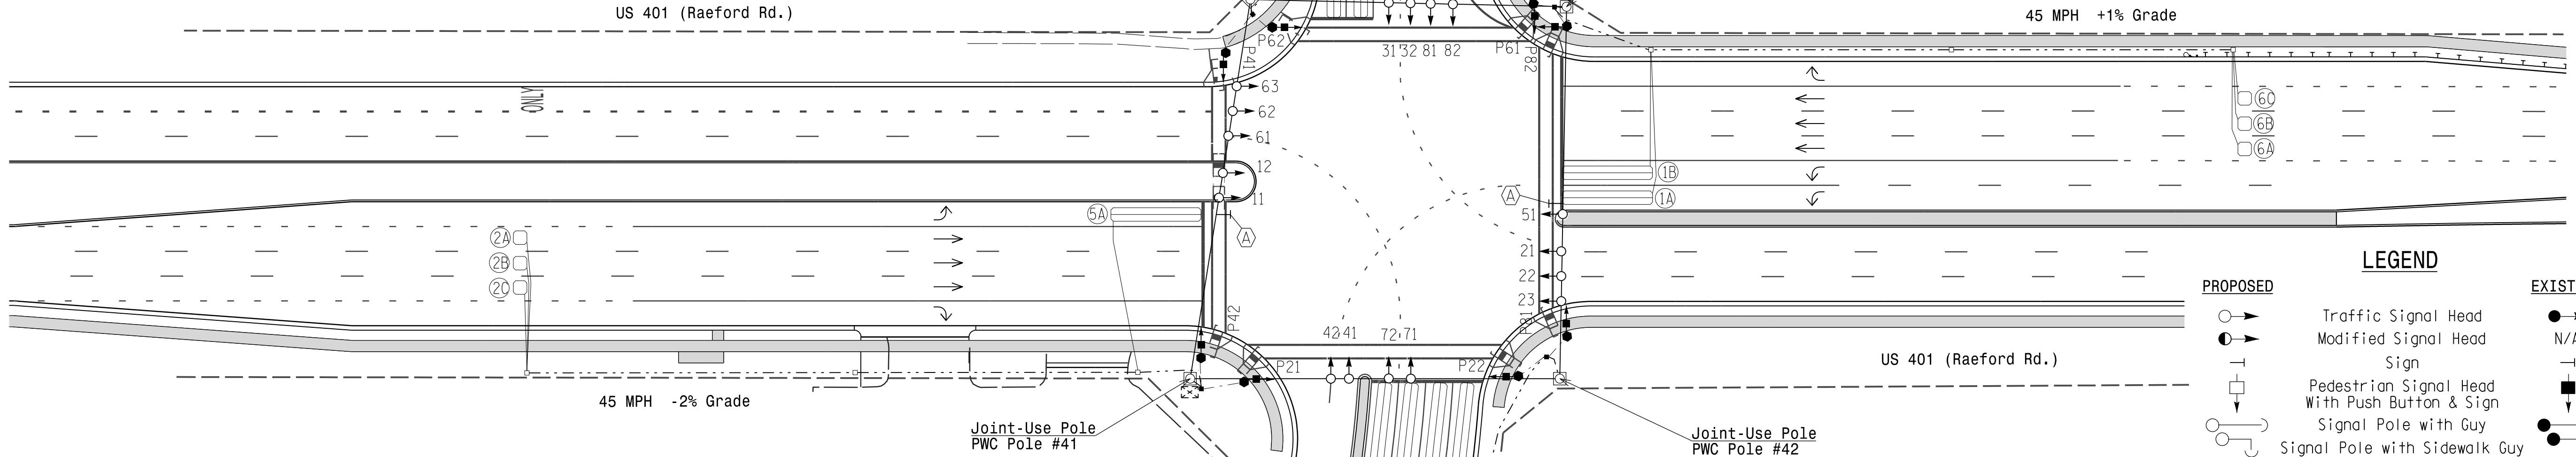 US 401 (Raeford Rd.)
45 MPH +1% Grade
P62
P41
31
32
81
82
P61
P82
63
62
61
12
11
ONLY
6C
6B
6A
1B
1A
A
51
5A
A
2A
2B
2C
21
22
23
P42
P81
42
41
72
71
P21
P22
45 MPH -2% Grade
US 401 (Raeford Rd.)
Joint-Use Pole
PWC Pole #41
Joint-Use Pole
PWC Pole #42
LEGEND
PROPOSED
EXIST
Traffic Signal Head
Modified Signal Head
N/A
Sign
Pedestrian Signal Head
With Push Button & Sign
Signal Pole with Guy
Signal Pole with Sidewalk Guy